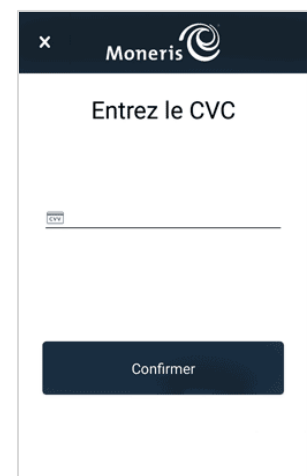 ×
Moneris
Entrez le CVC
CVV
Confirmer